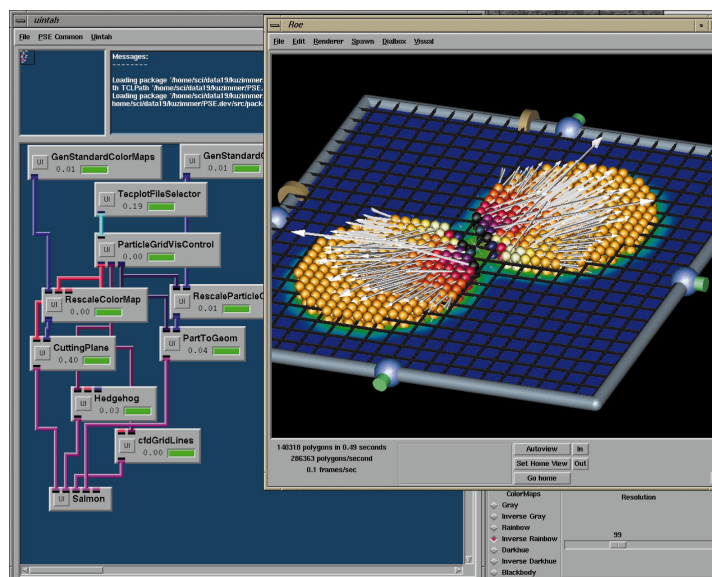 uintah
File PSE Common Uintah
Messages:
--------
Loading package '/home/sci/data19/kuzimmer
th TCLPath '/home/sci/data19/kuzimmer/PSE.
Loading package '/home/sci/data19/kuzimmer
home/sci/data19/kuzimmer/PSE.dev/src/pack
UI GenStandardColorMaps
0.01
UI GenStandardC
0.01
UI TecplotFileSelector
0.19
UI ParticleGridVisControl
0.00
UI RescaleColorMap
0.00
UI RescaleParticleC
0.01
UI CuttingPlane
0.40
UI PartToGeom
0.04
UI Hedgehog
0.03
UI cfdGridLines
0.00
UI Salmon
Roe
File Edit Renderer Spawn Dialbox Visual
140318 polygons in 0.49 seconds
286363 polygons/second
0.1 frames/sec
Autoview In
Set Home View Out
Go home
ColorMaps
Gray
Inverse Gray
Rainbow
Inverse Rainbow
Darkhue
Inverse Darkhue
Blackbody
Resolution
99